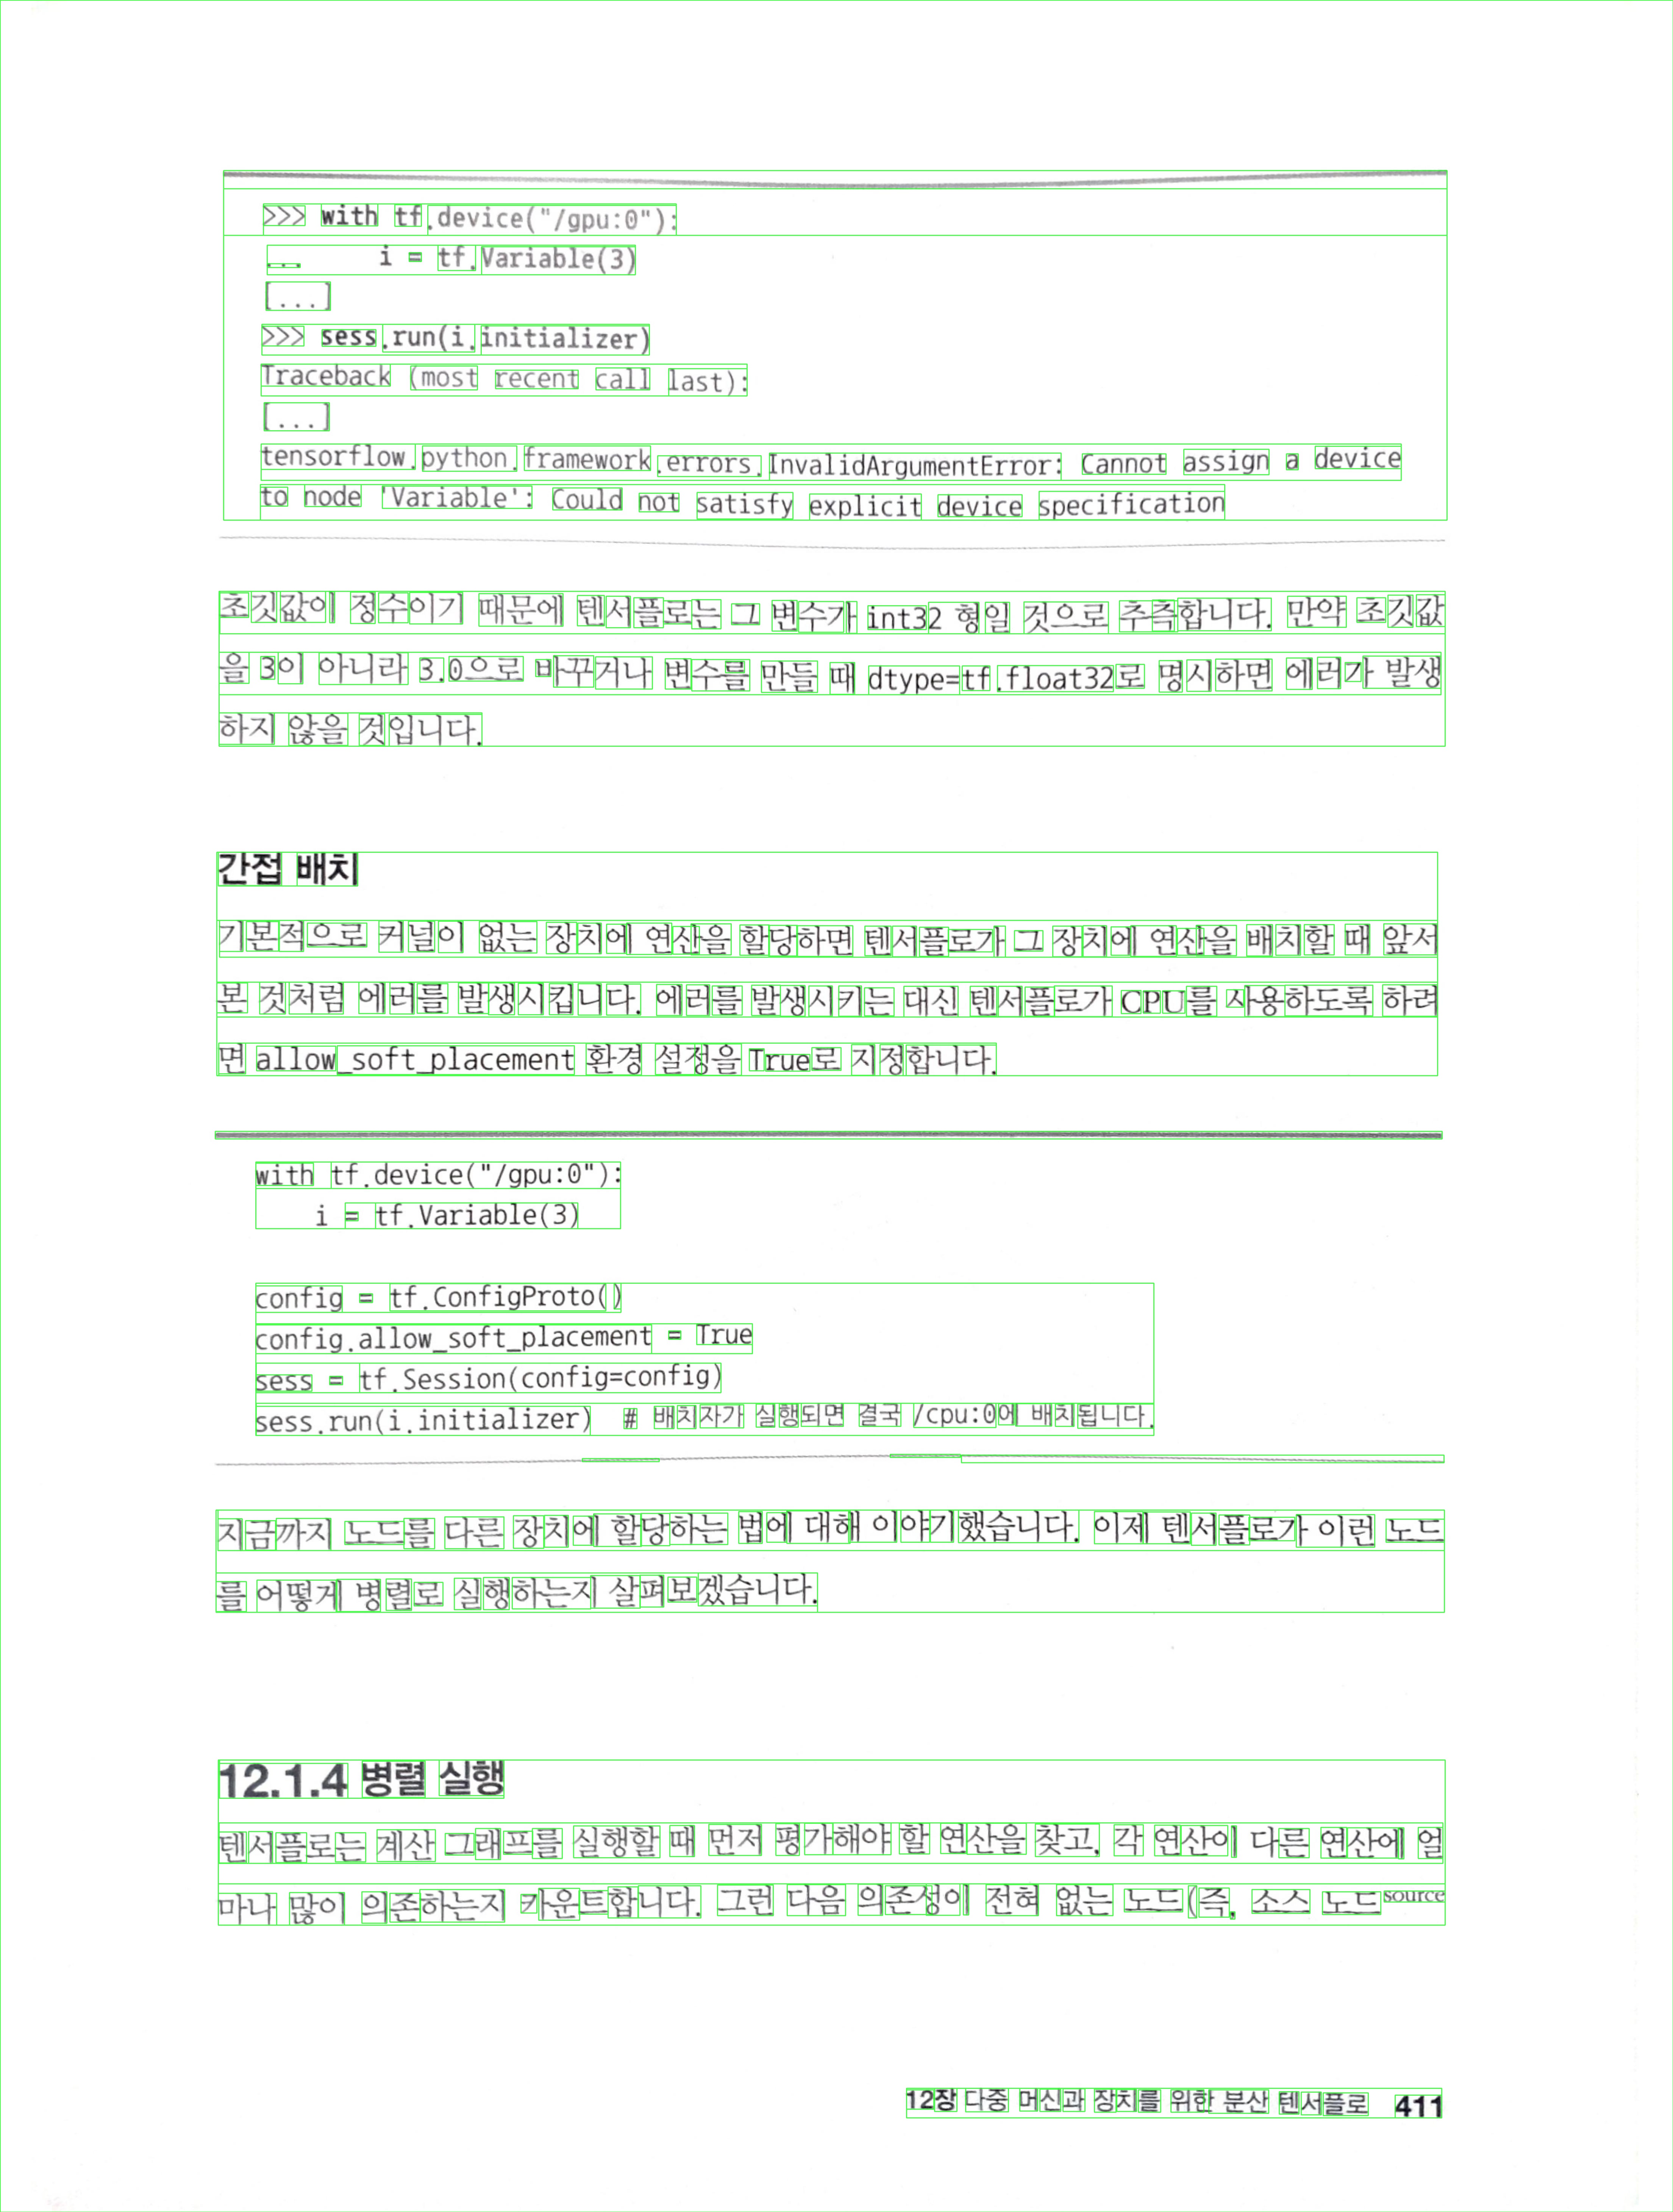 >>> with tf.device("/gpu:0"):
...     i = tf.Variable(3)
[...]
>>> sess.run(i.initializer)
Traceback (most recent call last):
[...]
tensorflow.python.framework.errors.InvalidArgumentError: Cannot assign a device
to node 'Variable': Could not satisfy explicit device specification
초깃값이 정수이기 때문에 텐서플로는 그 변수가 int32 형일 것으로 추측합니다. 만약 초깃값
을 3이 아니라 3.0으로 바꾸거나 변수를 만들 때 dtype=tf.float32로 명시하면 에러가 발생
하지 않을 것입니다.
간접 배치
기본적으로 커널이 없는 장치에 연산을 할당하면 텐서플로가 그 장치에 연산을 배치할 때 앞서
본 것처럼 에러를 발생시킵니다. 에러를 발생시키는 대신 텐서플로가 CPU를 사용하도록 하려
면 allow_soft_placement 환경 설정을 True로 지정합니다.
with tf.device("/gpu:0"):
    i = tf.Variable(3)
config = tf.ConfigProto()
config.allow_soft_placement = True
sess = tf.Session(config=config)
sess.run(i.initializer)  # 배치자가 실행되면 결국 /cpu:0에 배치됩니다.
지금까지 노드를 다른 장치에 할당하는 법에 대해 이야기했습니다. 이제 텐서플로가 이런 노드
를 어떻게 병렬로 실행하는지 살펴보겠습니다.
12.1.4 병렬 실행
텐서플로는 계산 그래프를 실행할 때 먼저 평가해야 할 연산을 찾고, 각 연산이 다른 연산에 얼
마나 많이 의존하는지 카운트합니다. 그런 다음 의존성이 전혀 없는 노드(즉, 소스 노드source
12장 다중 머신과 장치를 위한 분산 텐서플로 411